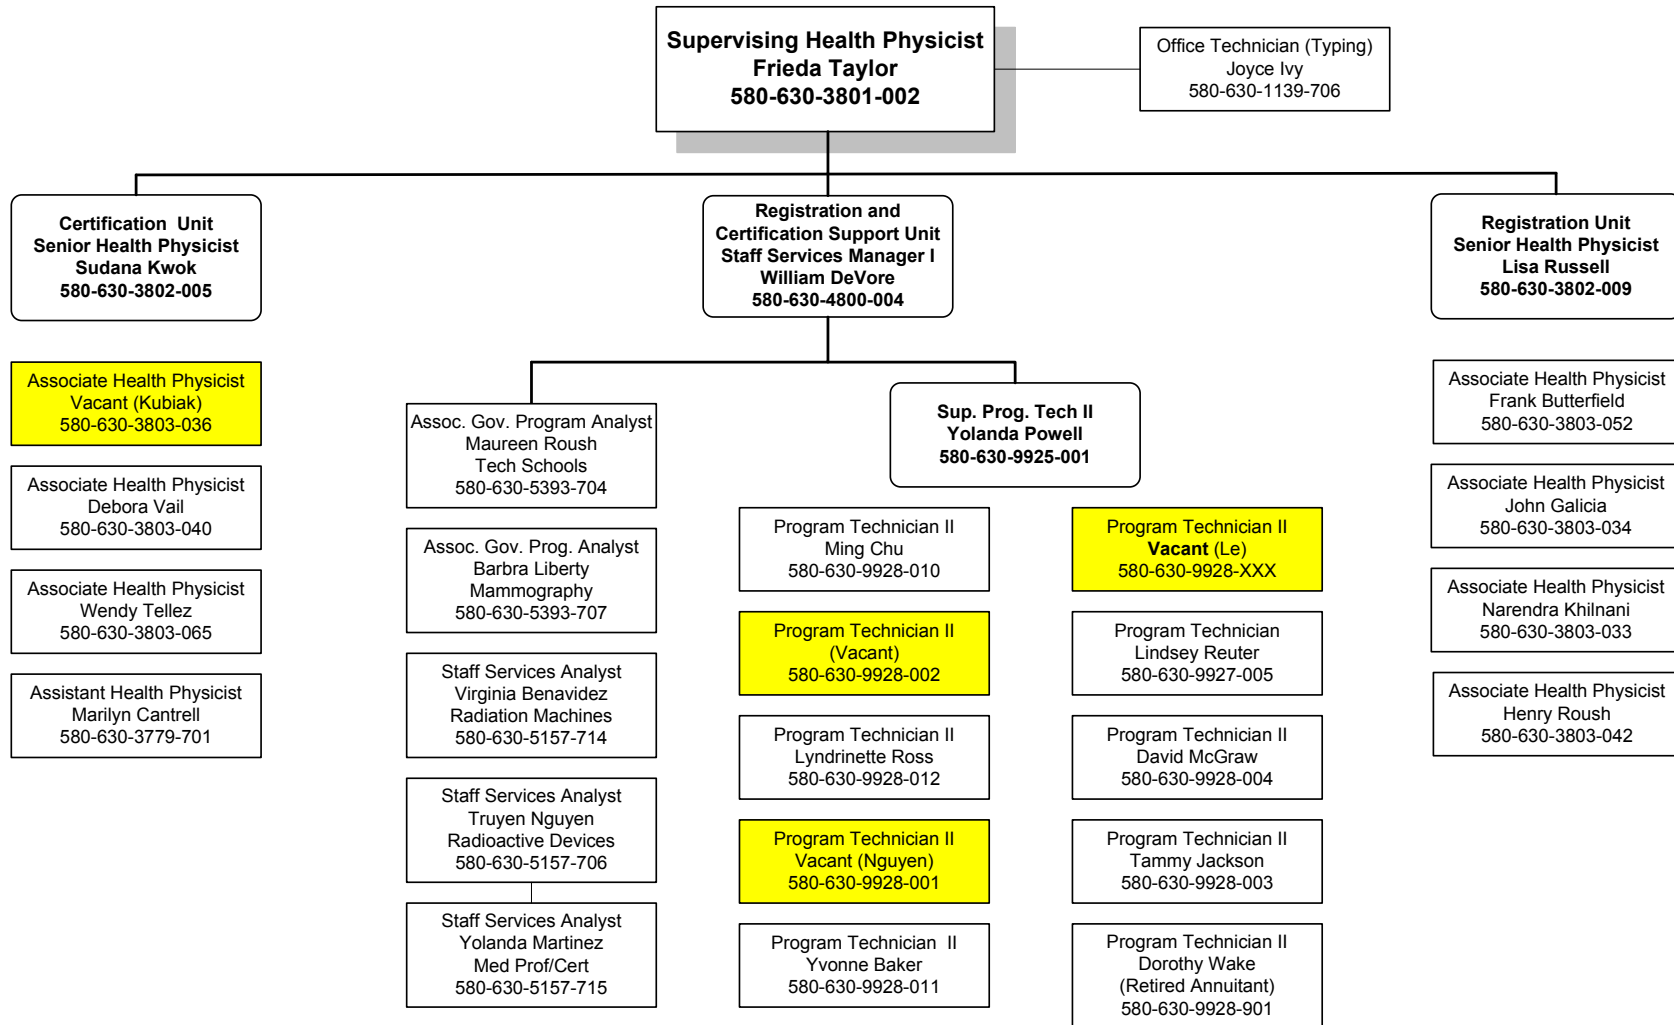 Supervising Health Physicist
Frieda Taylor
580-630-3801-002
Office Technician (Typing)
Joyce Ivy
580-630-1139-706
Certification Unit
Senior Health Physicist
Sudana Kwok
580-630-3802-005
Registration and
Certification Support Unit
Staff Services Manager I
William DeVore
580-630-4800-004
Registration Unit
Senior Health Physicist
Lisa Russell
580-630-3802-009
Associate Health Physicist
Vacant (Kubiak)
580-630-3803-036
Associate Health Physicist
Debora Vail
580-630-3803-040
Associate Health Physicist
Wendy Tellez
580-630-3803-065
Assistant Health Physicist
Marilyn Cantrell
580-630-3779-701
Assoc. Gov. Program Analyst
Maureen Roush
Tech Schools
580-630-5393-704
Assoc. Gov. Prog. Analyst
Barbra Liberty
Mammography
580-630-5393-707
Staff Services Analyst
Virginia Benavidez
Radiation Machines
580-630-5157-714
Staff Services Analyst
Truyen Nguyen
Radioactive Devices
580-630-5157-706
Staff Services Analyst
Yolanda Martinez
Med Prof/Cert
580-630-5157-715
Sup. Prog. Tech II
Yolanda Powell
580-630-9925-001
Program Technician II
Ming Chu
580-630-9928-010
Program Technician II
(Vacant)
580-630-9928-002
Program Technician II
Lyndrinette Ross
580-630-9928-012
Program Technician II
Vacant (Nguyen)
580-630-9928-001
Program Technician II
Yvonne Baker
580-630-9928-011
Program Technician II
Vacant (Le)
580-630-9928-XXX
Program Technician
Lindsey Reuter
580-630-9927-005
Program Technician II
David McGraw
580-630-9928-004
Program Technician II
Tammy Jackson
580-630-9928-003
Program Technician II
Dorothy Wake
(Retired Annuitant)
580-630-9928-901
Associate Health Physicist
Frank Butterfield
580-630-3803-052
Associate Health Physicist
John Galicia
580-630-3803-034
Associate Health Physicist
Narendra Khilnani
580-630-3803-033
Associate Health Physicist
Henry Roush
580-630-3803-042